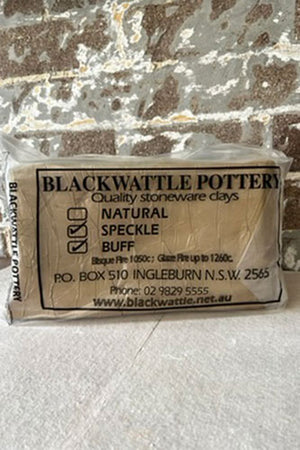 BLACKWATTLE POTTERY
Quality stoneware clays
NATURAL
SPECKLE
BUFF
Bisque Fire 1050c: Glaze Fire up to 1260c.
P.O. BOX 510 INGLEBURN N.S.W. 2565
Phone: 02 9829 5555
www.blackwattle.net.au
BLACKWATTLE POTTERY